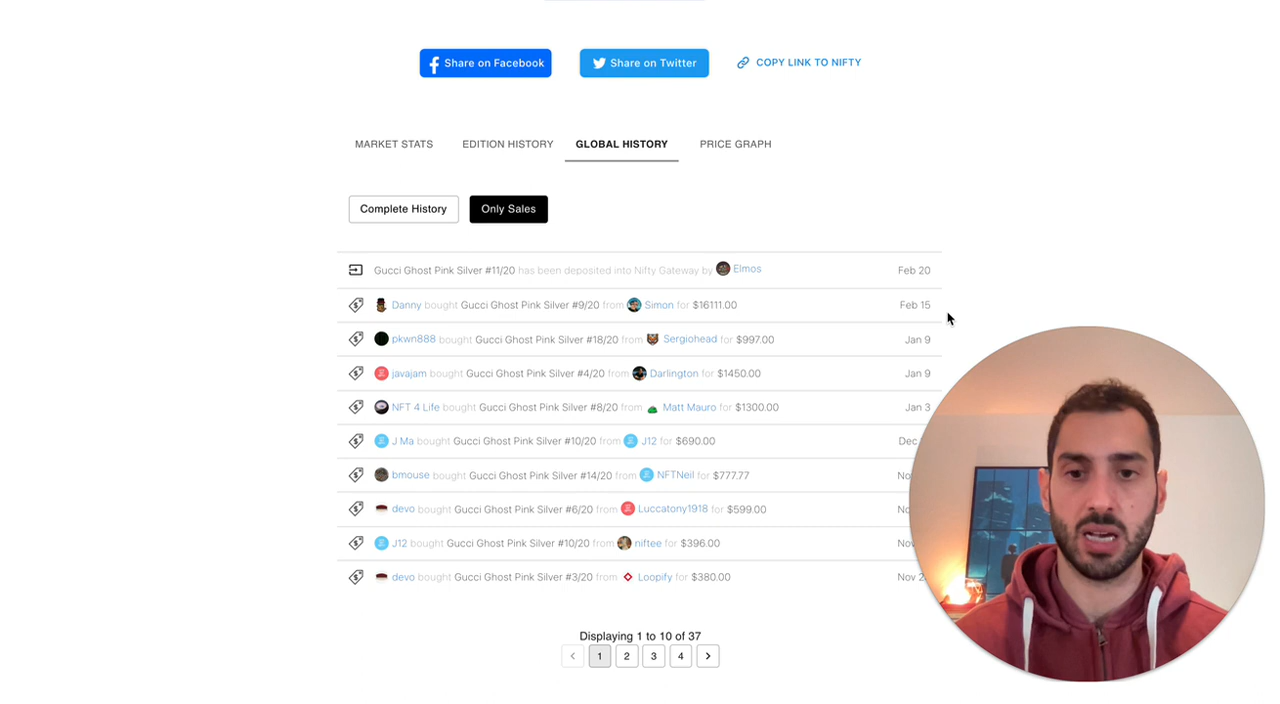 Share on Facebook
Share on Twitter
COPY LINK TO NIFTY
MARKET STATS
EDITION HISTORY
GLOBAL HISTORY
PRICE GRAPH
Complete History
Only Sales
Gucci Ghost Pink Silver #11/20 has been deposited into Nifty Gateway by Elmos Feb 20
Danny bought Gucci Ghost Pink Silver #9/20 from Simon for $16111.00 Feb 15
pkwn888 bought Gucci Ghost Pink Silver #18/20 from Sergiohead for $997.00 Jan 9
javajam bought Gucci Ghost Pink Silver #4/20 from Darlington for $1450.00 Jan 9
NFT 4 Life bought Gucci Ghost Pink Silver #8/20 from Matt Mauro for $1300.00 Jan 3
J Ma bought Gucci Ghost Pink Silver #10/20 from J12 for $690.00 Dec
bmouse bought Gucci Ghost Pink Silver #14/20 from NFTNeil for $777.77
devo bought Gucci Ghost Pink Silver #6/20 from Luccatony1918 for $599.00
J12 bought Gucci Ghost Pink Silver #10/20 from niftee for $396.00
devo bought Gucci Ghost Pink Silver #3/20 from Loopify for $380.00
Displaying 1 to 10 of 37
< 1 2 3 4 >